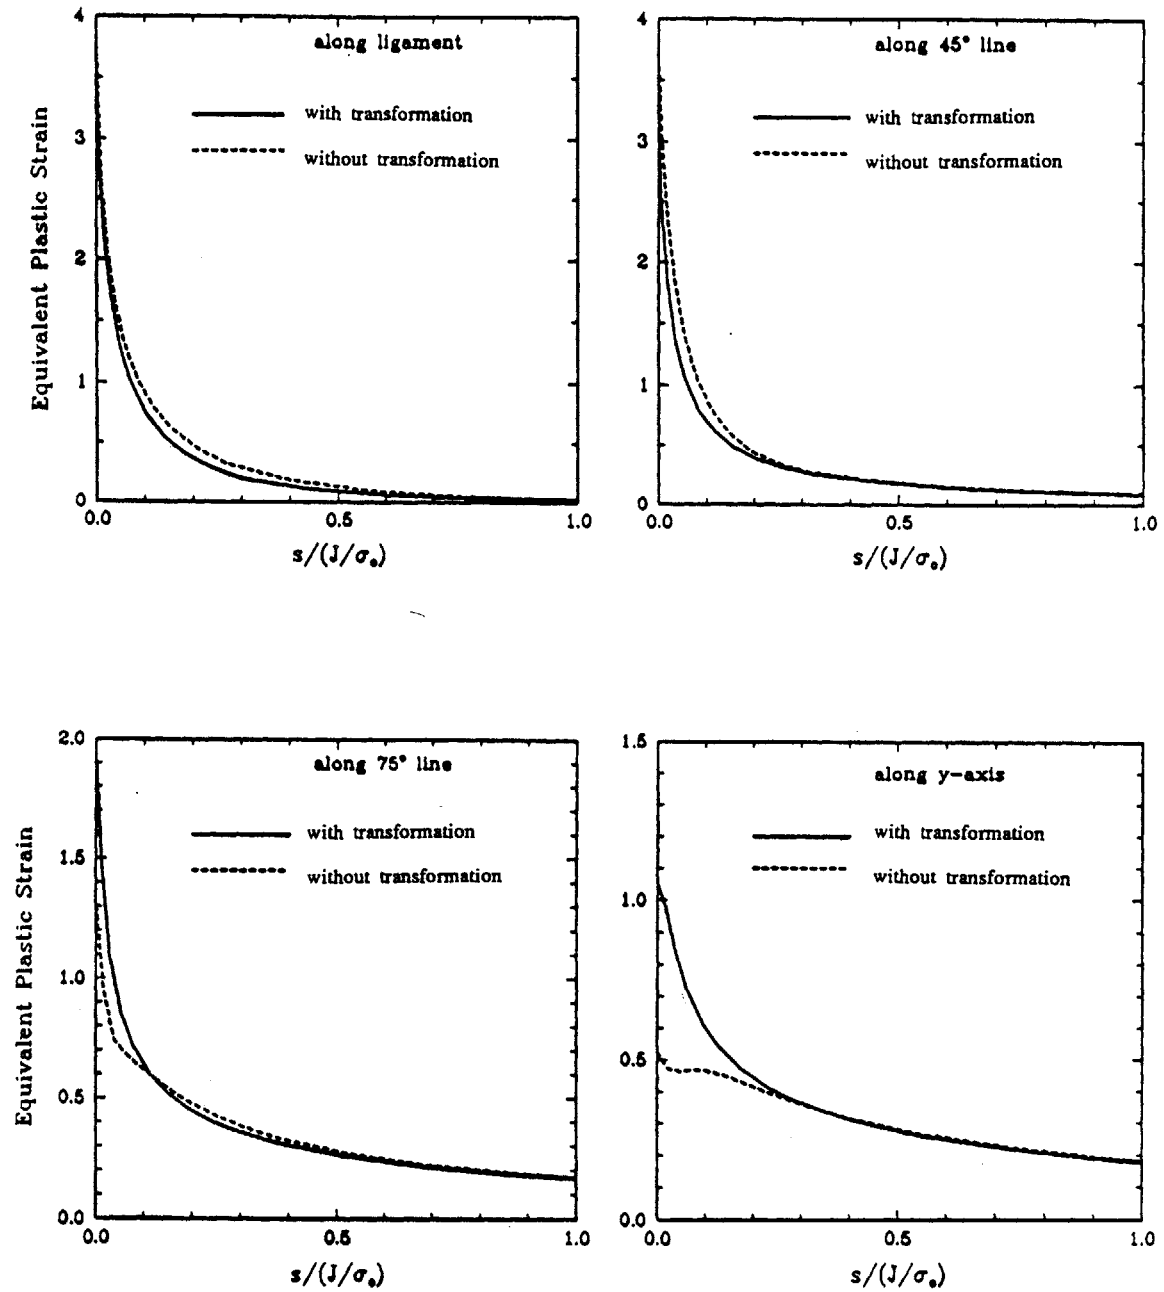 4
along ligament
with transformation
without transformation
3
2
1
0
0.0
0.5
1.0
Equivalent Plastic Strain
s/(J/σ₀)
4
along 45° line
with transformation
without transformation
3
2
1
0
0.0
0.5
1.0
s/(J/σ₀)
2.0
along 75° line
with transformation
without transformation
1.5
1.0
0.5
0.0
0.0
0.5
1.0
Equivalent Plastic Strain
s/(J/σ₀)
1.5
along y-axis
with transformation
without transformation
1.0
0.5
0.0
0.0
0.5
1.0
s/(J/σ₀)